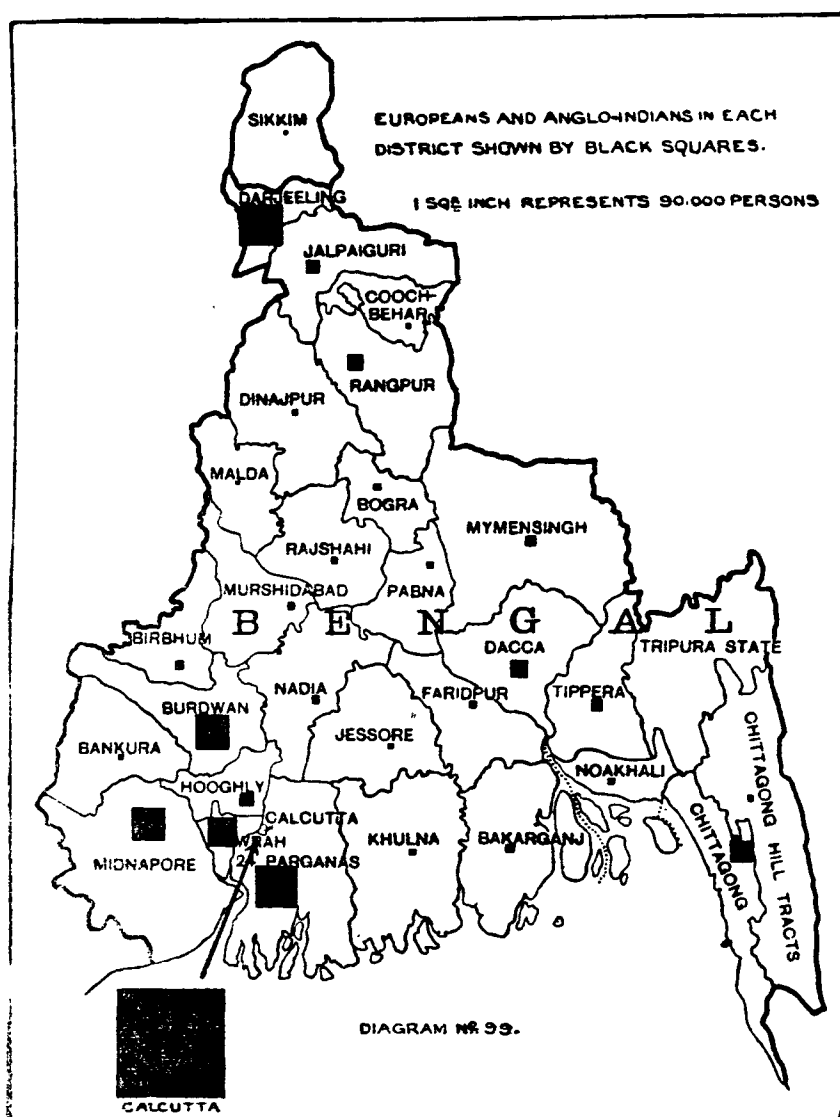 EUROPEANS AND ANGLO-INDIANS IN EACH
DISTRICT SHOWN BY BLACK SQUARES.
1 SQR INCH REPRESENTS 90.000 PERSONS
SIKKIM
DARJEELING
JALPAIGURI
COOCH-
BEHAR
RANGPUR
DINAJPUR
MALDA
BOGRA
MYMENSINGH
RAJSHAHI
PABNA
MURSHIDABAD
BENGAL
BIRBHUM
DACCA
TRIPURA STATE
NADIA
FARIDPUR
TIPPERA
BURDWAN
JESSORE
BANKURA
NOAKHALI
HOOGHLY
CALCUTTA
KHULNA
BAKARGANJ
WRAH
MIDNAPORE
PARGANAS
CHITTAGONG
CHITTAGONG HILL TRACTS
DIAGRAM Nº 99.
CALCUTTA